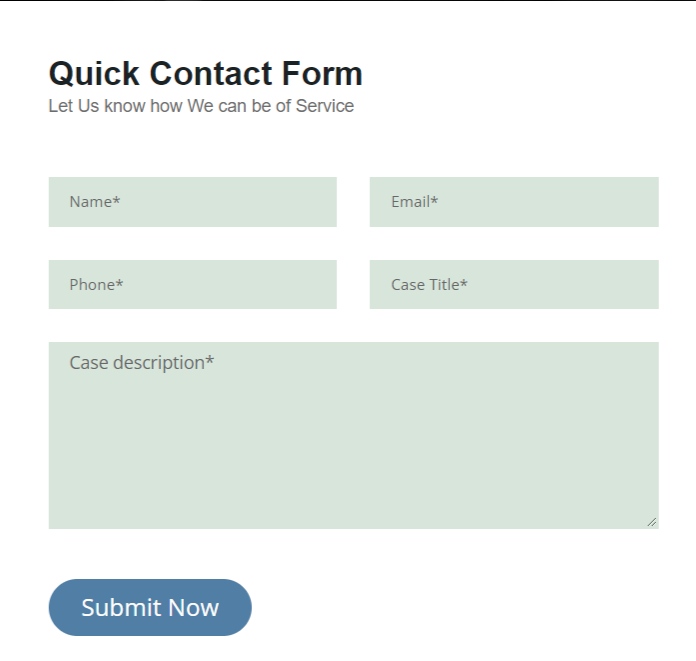 Quick Contact Form
Let Us know how We can be of Service
Name*
Email*
Phone*
Case Title*
Case description*
Submit Now